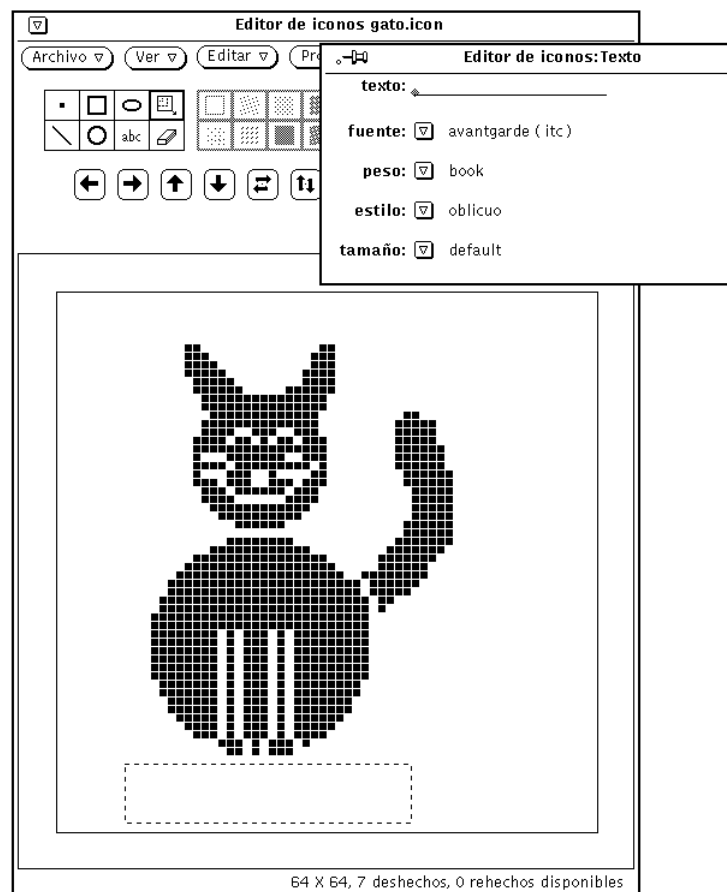 Editor de iconos gato.icon
Archivo Ver Editar
Editor de iconos:Texto
texto:
abc
fuente: avantgarde ( itc )
peso: book
estilo: oblicuo
tamaño: default
64 X 64, 7 deshechos, 0 rehechos disponibles